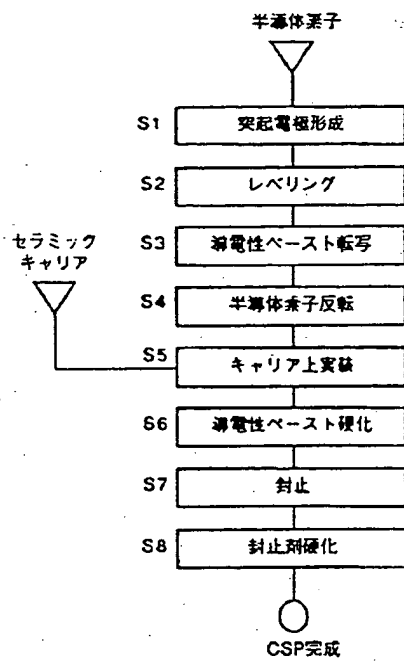 半導体素子
S1 突起電極形成
S2 レベリング
S3 導電性ペースト転写
セラミック
キャリア
S4 半導体素子反転
S5 キャリア上実装
S6 導電性ペースト硬化
S7 封止
S8 封止剤硬化
CSP完成